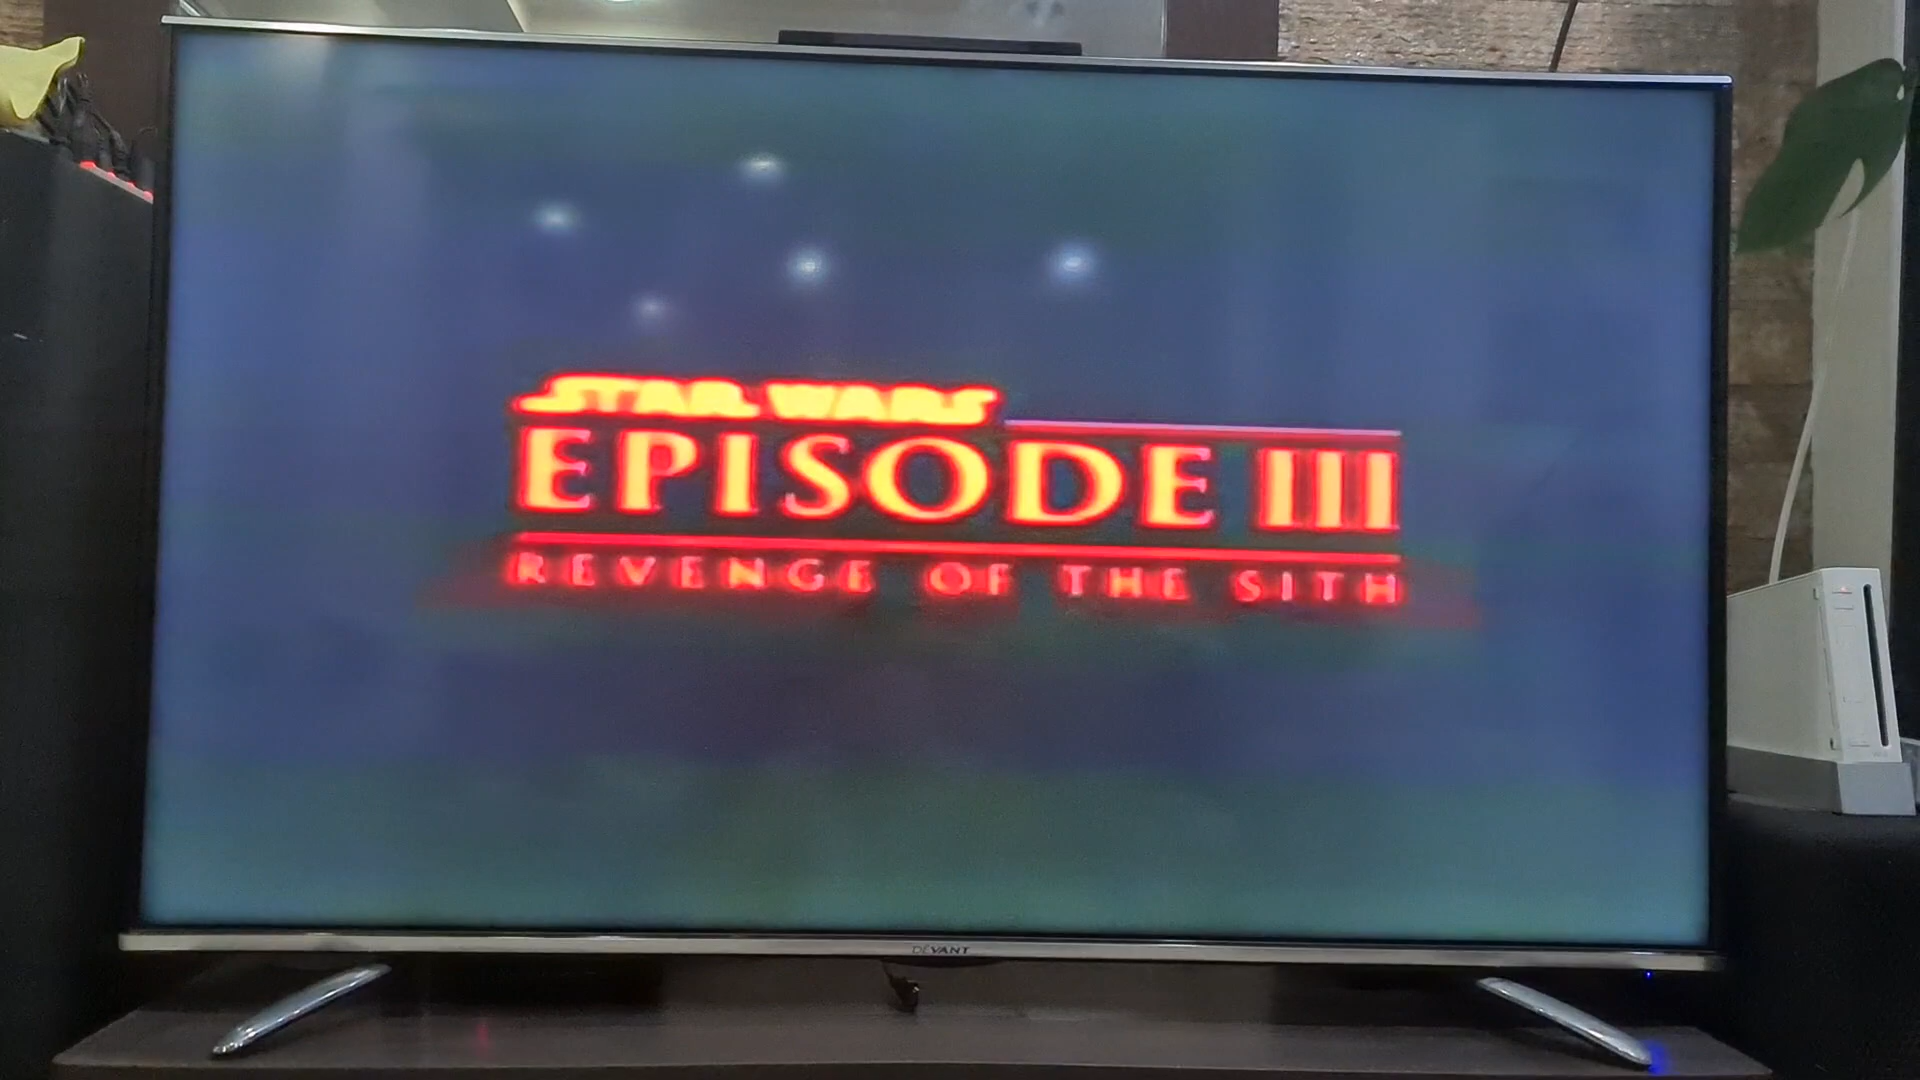 STAR WARS
EPISODE III
REVENGE OF THE SITH
DEVANT